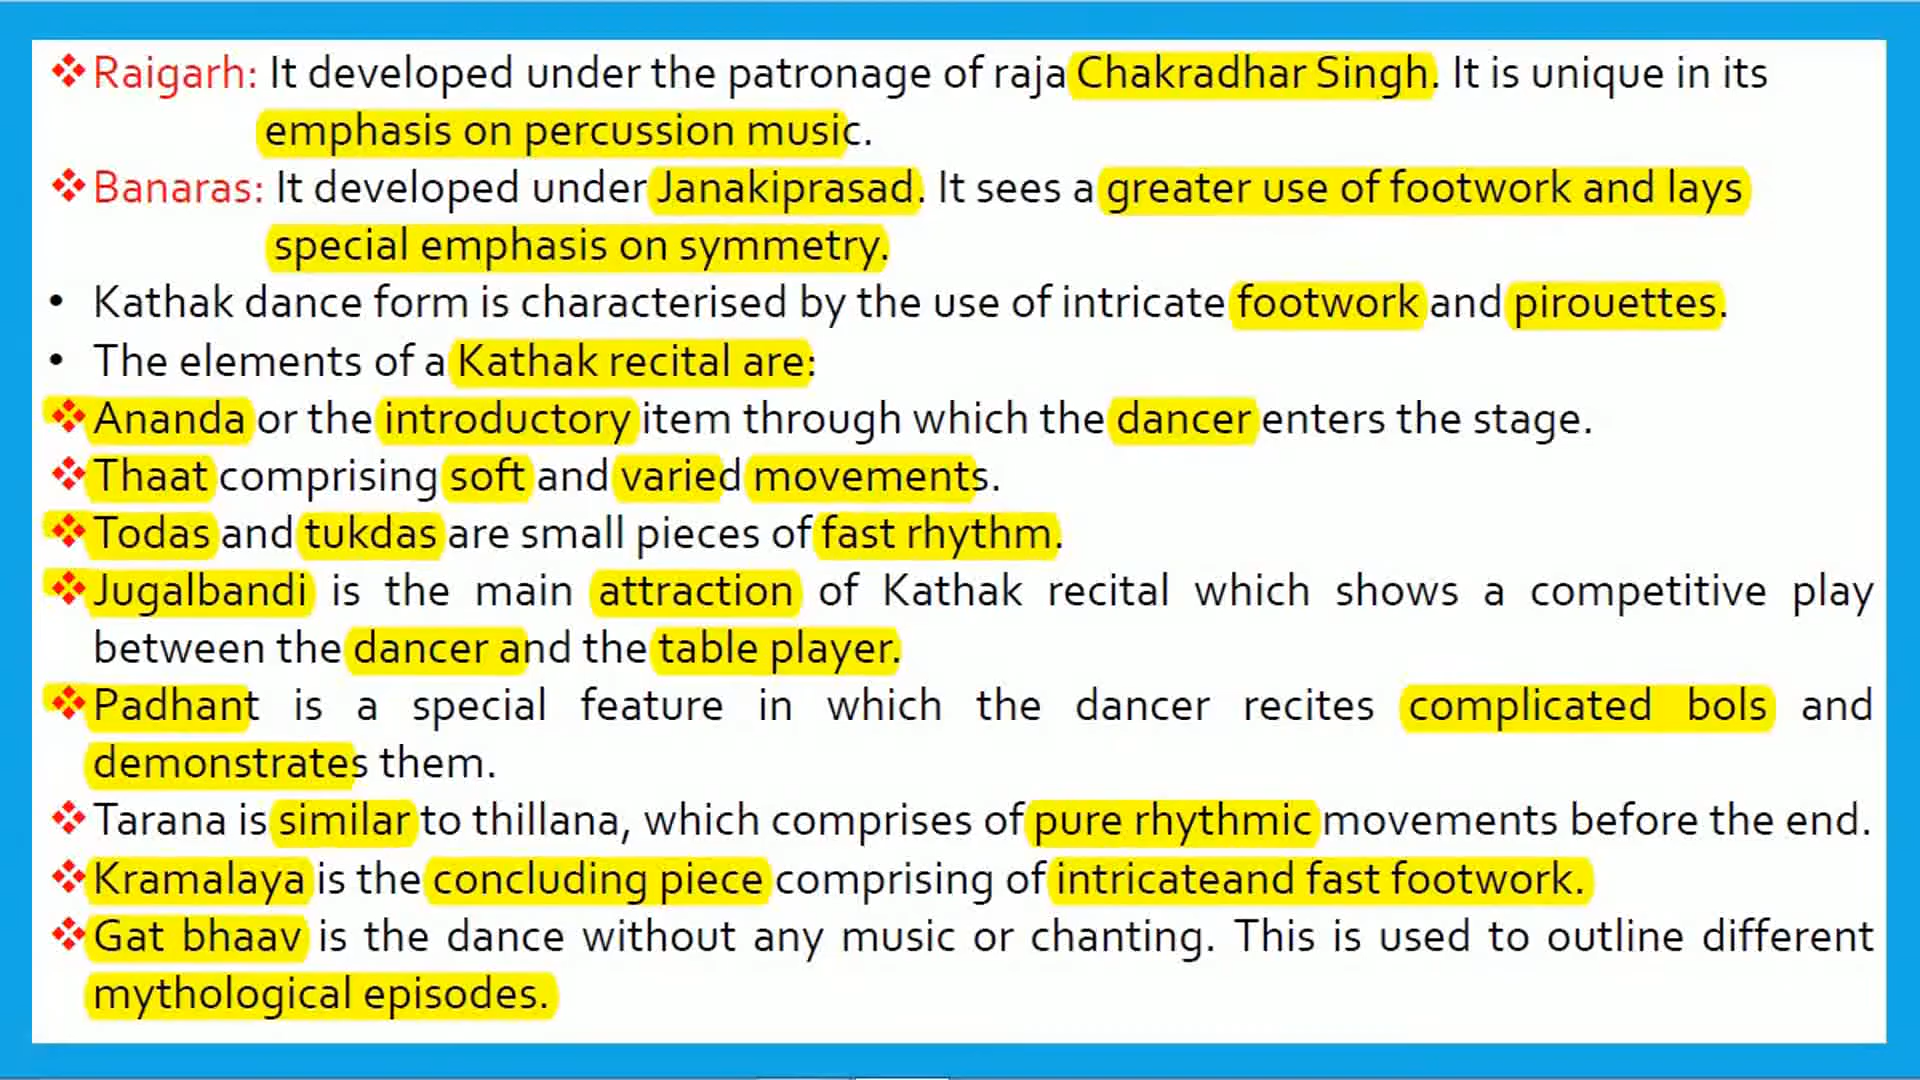 ❖Raigarh: It developed under the patronage of raja Chakradhar Singh. It is unique in its
emphasis on percussion music.
❖Banaras: It developed under Janakiprasad. It sees a greater use of footwork and lays
special emphasis on symmetry.
• Kathak dance form is characterised by the use of intricate footwork and pirouettes.
• The elements of a Kathak recital are:
❖Ananda or the introductory item through which the dancer enters the stage.
❖Thaat comprising soft and varied movements.
❖Todas and tukdas are small pieces of fast rhythm.
❖Jugalbandi is the main attraction of Kathak recital which shows a competitive play
between the dancer and the table player.
❖Padhant is a special feature in which the dancer recites complicated bols and
demonstrates them.
❖Tarana is similar to thillana, which comprises of pure rhythmic movements before the end.
❖Kramalaya is the concluding piece comprising of intricateand fast footwork.
❖Gat bhaav is the dance without any music or chanting. This is used to outline different
mythological episodes.